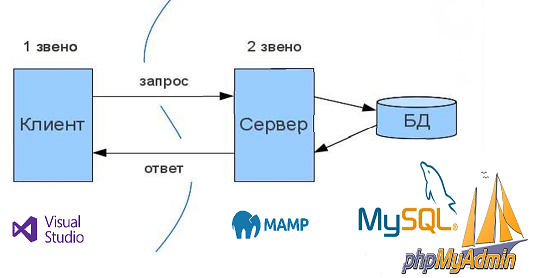 1 звено
2 звено
запрос
Клиент
Сервер
БД
ответ
Visual
Studio
MAMP
MySQL®
phpMyAdmin